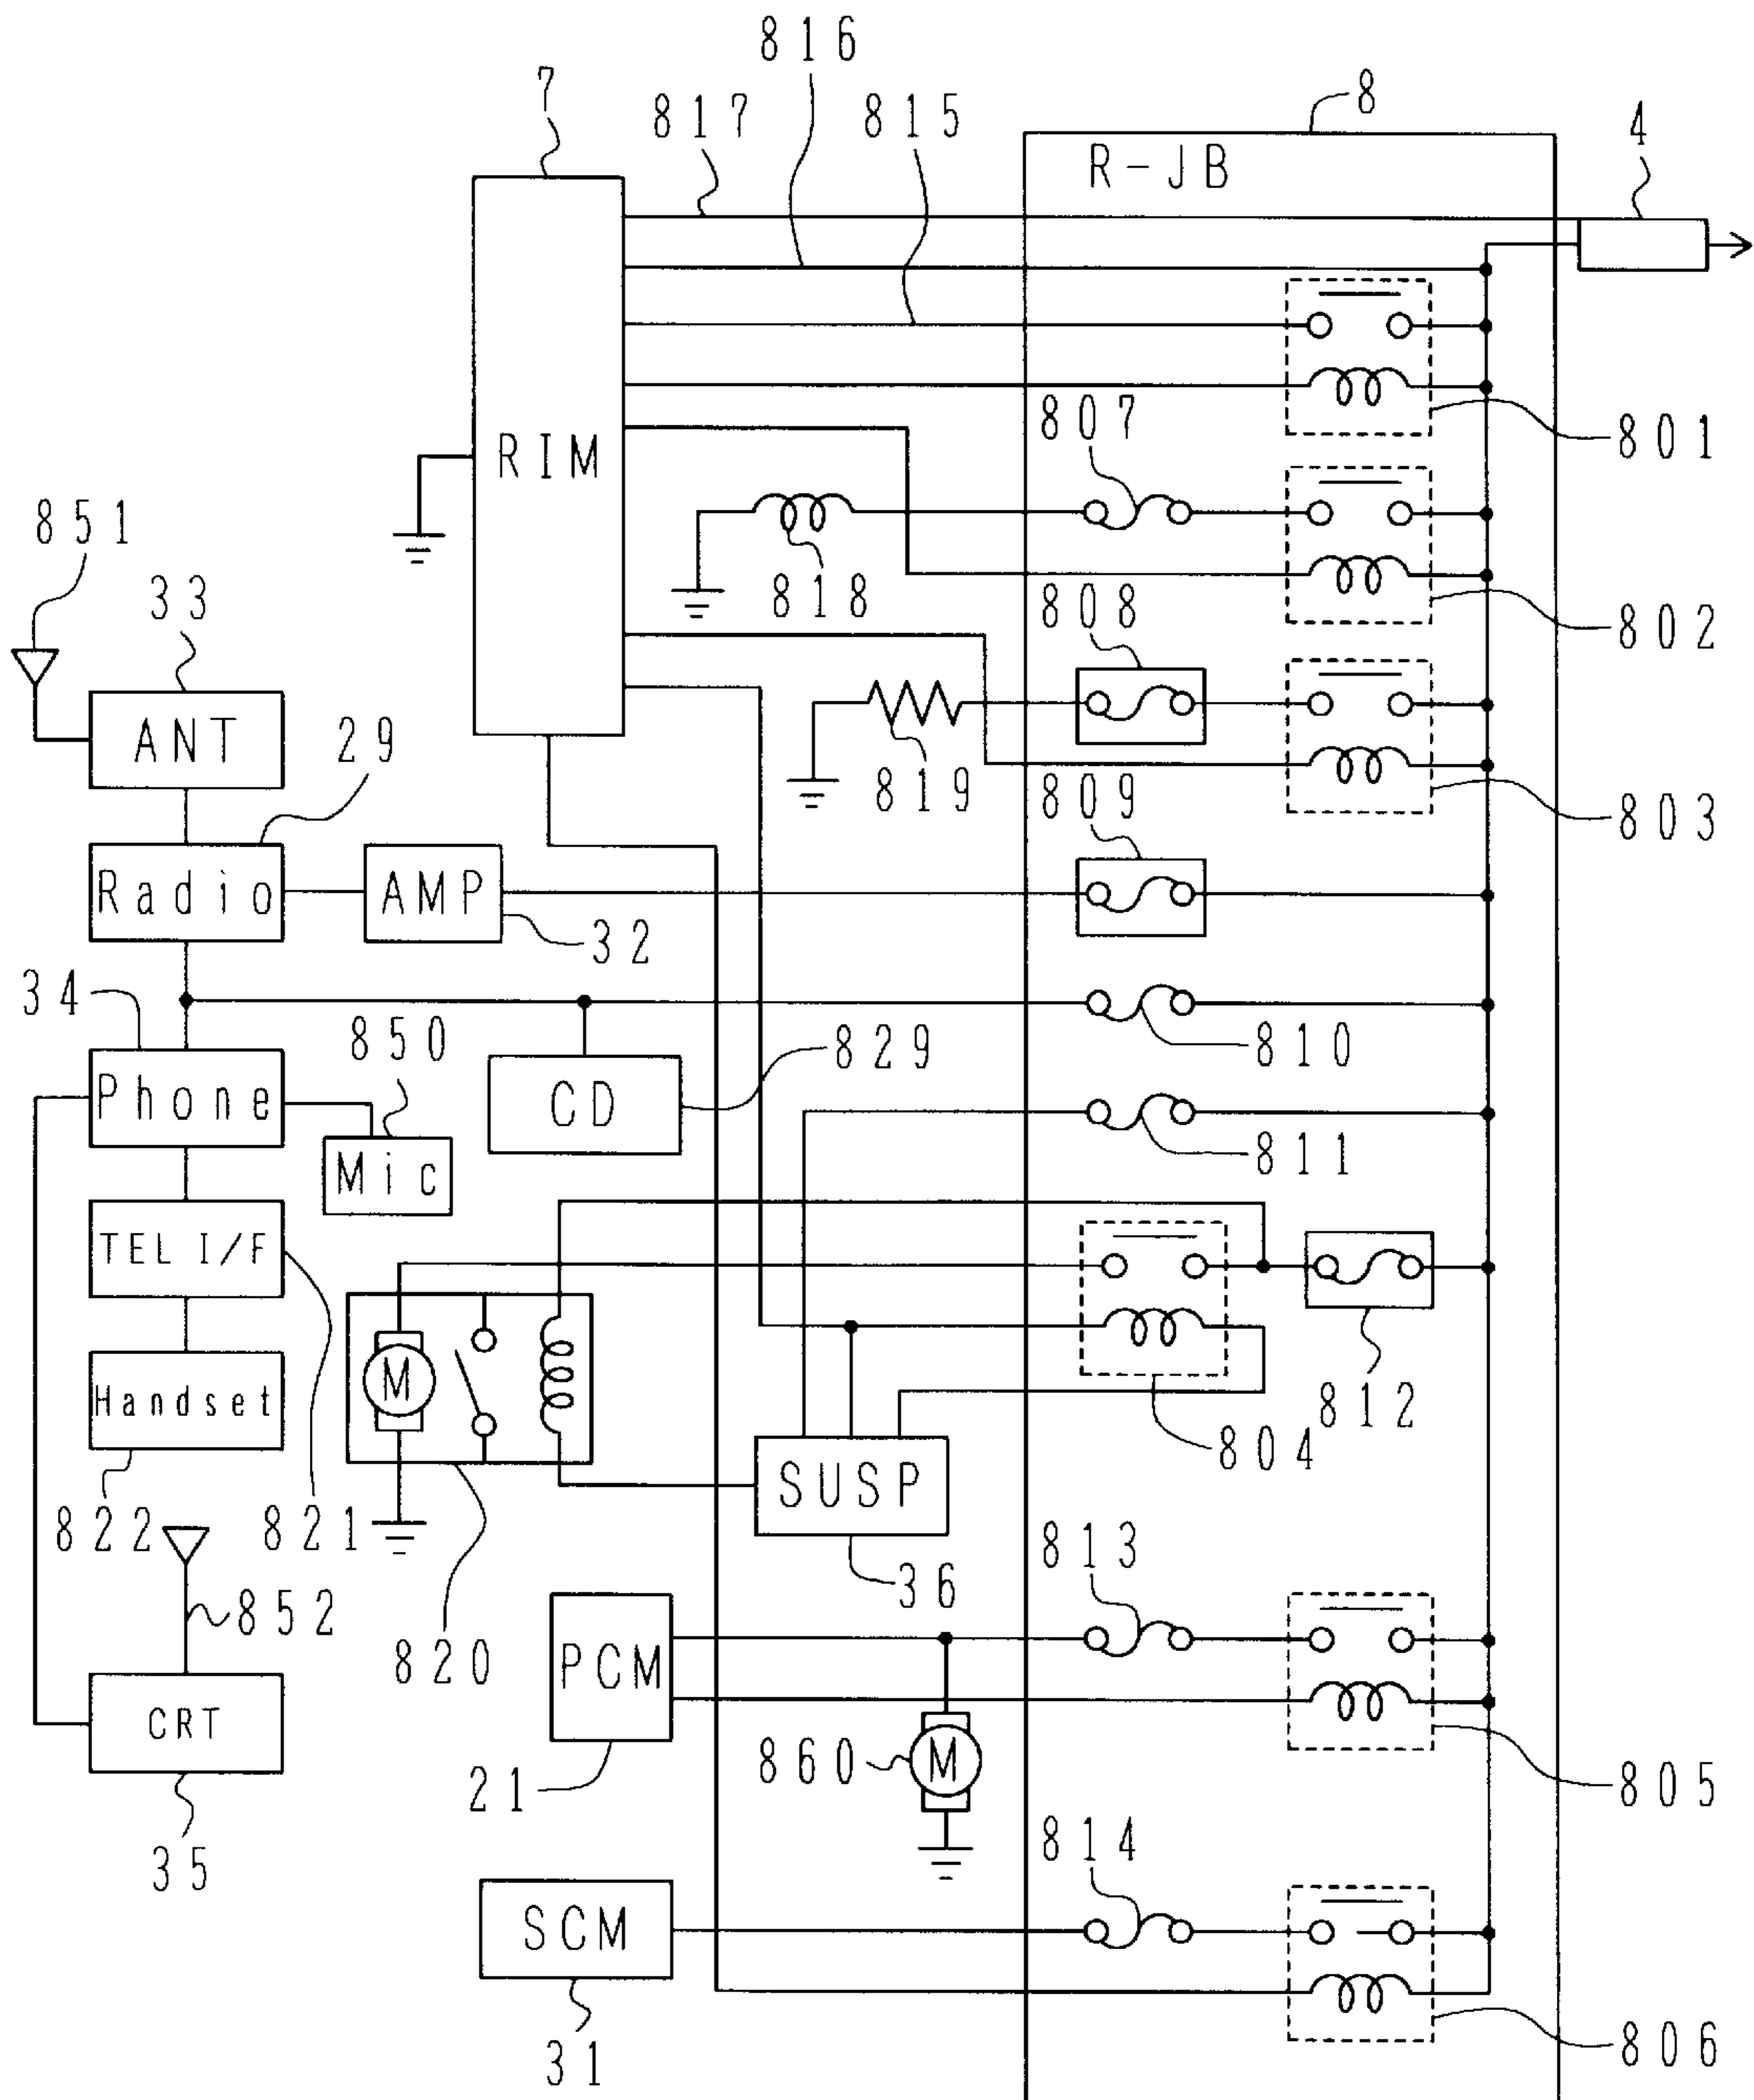 816
7
817
815
8
4
R-JB
RIM
801
807
851
33
818
802
808
ANT
29
819
803
809
Radio
AMP
32
34
850
829
810
Phone
CD
811
Mic
TEL I/F
M
Handset
812
804
SUSP
822
821
852
820
36
813
PCM
CRT
860
M
805
21
35
814
SCM
31
806